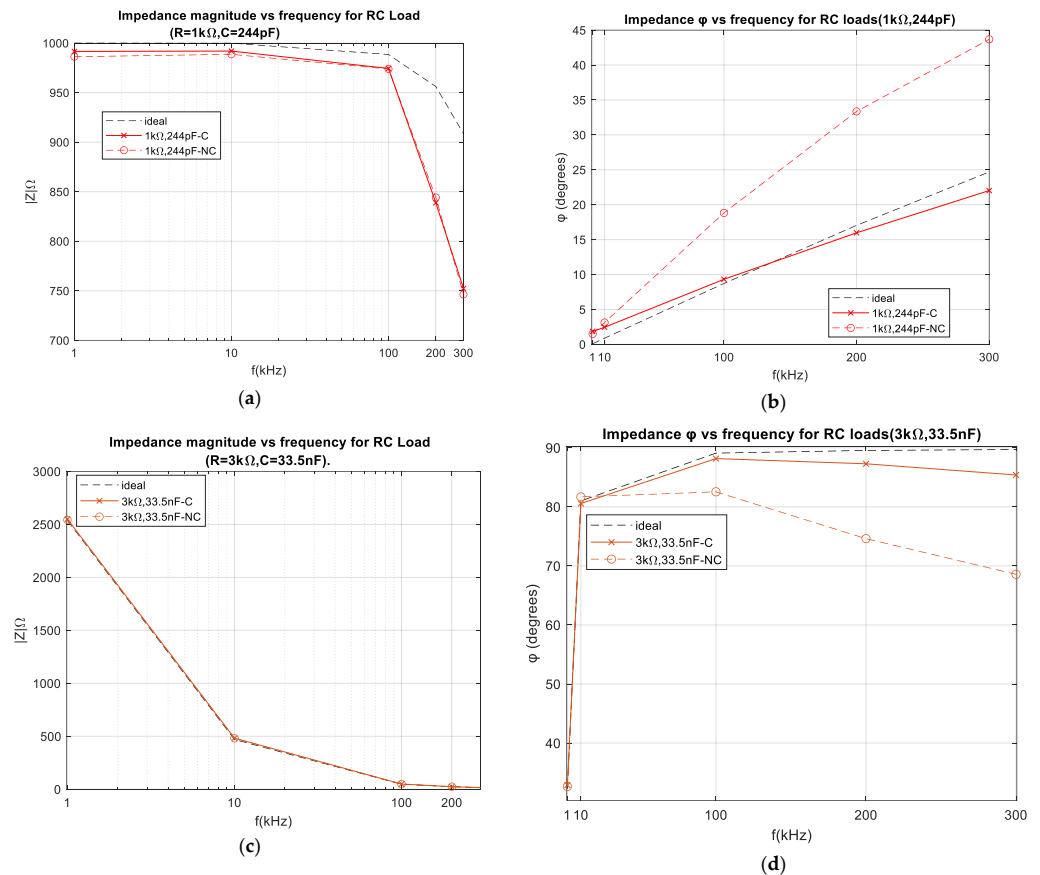 Impedance magnitude vs frequency for RC Load
(R=1kΩ,C=244pF)
1000
950
900
850
800
750
700
|Z|Ω
ideal
1kΩ,244pF-C
1kΩ,244pF-NC
1
10
100
200
300
f(kHz)
(a)
Impedance φ vs frequency for RC loads(1kΩ,244pF)
45
40
35
30
25
20
15
10
5
0
φ (degrees)
ideal
1kΩ,244pF-C
1kΩ,244pF-NC
1
10
100
200
300
f(kHz)
(b)
Impedance magnitude vs frequency for RC Load
(R=3kΩ,C=33.5nF).
3000
2500
2000
1500
1000
500
0
|Z|Ω
ideal
3kΩ,33.5nF-C
3kΩ,33.5nF-NC
1
10
100
200
f(kHz)
(c)
Impedance φ vs frequency for RC loads(3kΩ,33.5nF)
90
80
70
60
50
40
φ (degrees)
ideal
3kΩ,33.5nF-C
3kΩ,33.5nF-NC
1
10
100
200
300
f(kHz)
(d)